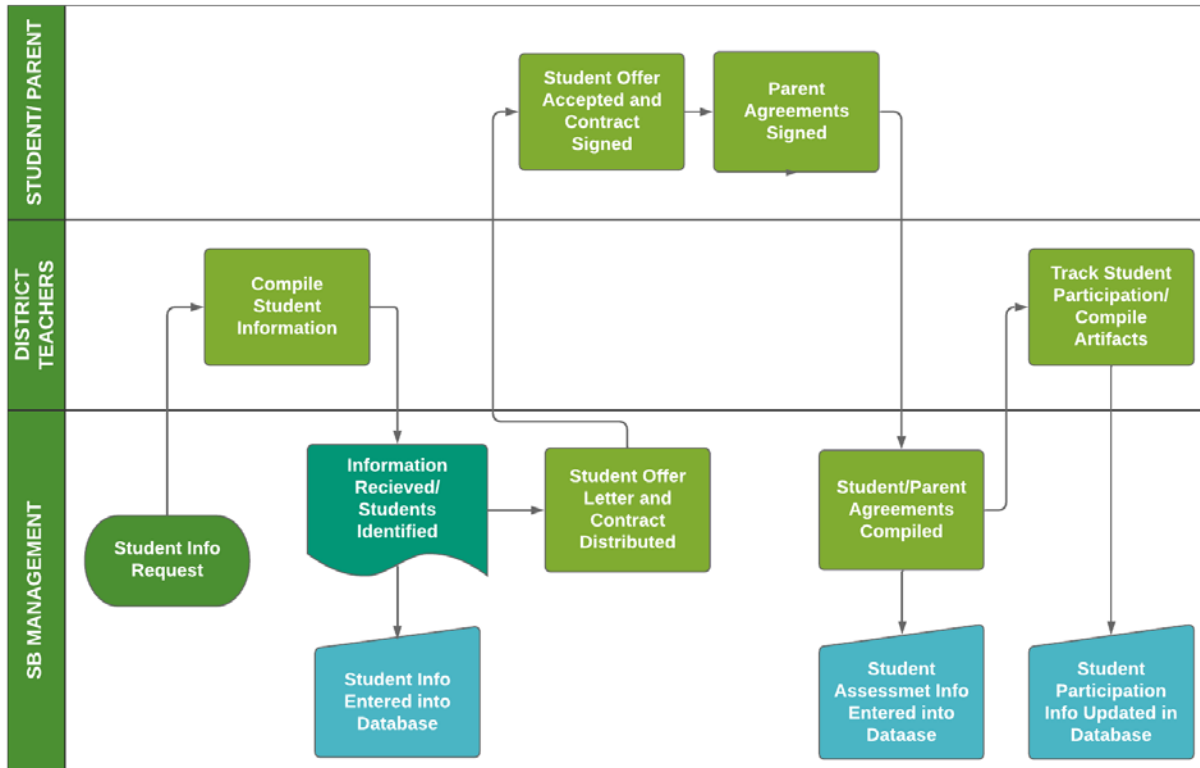 STUDENT/ PARENT
Student Offer
Accepted and
Contract
Signed
Parent
Agreements
Signed
DISTRICT
TEACHERS
Compile
Student
Information
Track Student
Participation/
Compile
Artifacts
SB MANAGEMENT
Student Info
Request
Information
Recieved/
Students
Identified
Student Offer
Letter and
Contract
Distributed
Student/Parent
Agreements
Compiled
Student Info
Entered into
Database
Student
Assessmet Info
Entered into
Dataase
Student
Participation
Info Updated in
Database